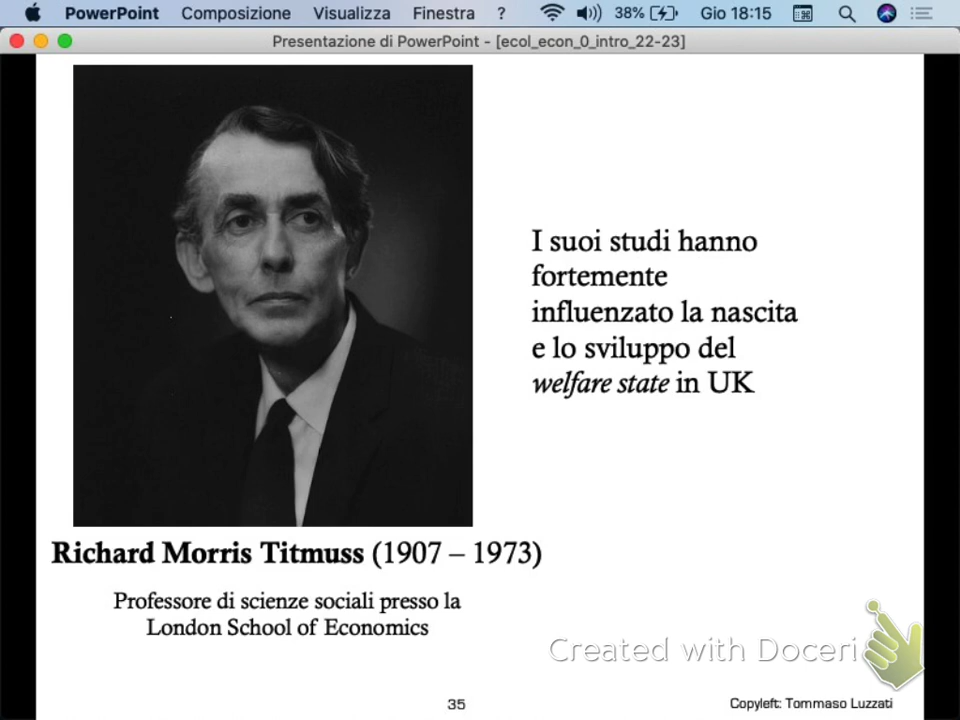 PowerPoint Composizione Visualizza Finestra ? 38% Gio 18:15
Presentazione di PowerPoint - [ecol_econ_0_intro_22-23]
I suoi studi hanno
fortemente
influenzato la nascita
e lo sviluppo del
welfare state in UK
Richard Morris Titmuss (1907 – 1973)
Professore di scienze sociali presso la
London School of Economics
Created with Doceri
35
Copyleft: Tommaso Luzzati